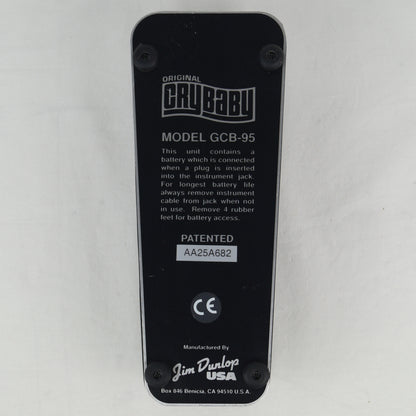 ORIGINAL
CRYBABY
MODEL GCB-95
This unit contains a
battery which is connected
when a plug is inserted
into the instrument jack.
For longest battery life
always remove instrument
cable from jack when not
in use. Remove 4 rubber
feet for battery access.
PATENTED
AA25A682
CE
Manufactured By
Jim Dunlop
USA
Box 846 Benicia, CA 94510 U.S.A.